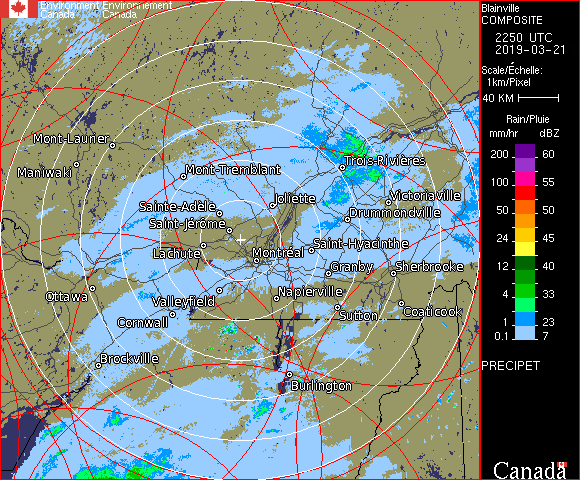 Environment Environnement
Canada Canada
Blainville
COMPOSITE
2250 UTC
2019-03-21
Scale/Échelle:
1km/Pixel
40 KM
Rain/Pluie
mm/hr dBZ
200 60
100 55
50 50
24 45
12 40
4 33
1 23
0.1 7
PRECIPET
Canada
Mont-Laurier
Maniwaki
Mont-Tremblant
Trois-Rivières
Sainte-Adèle
Joliette
Victoriaville
Saint-Jérôme
Drummondville
Lachute
Montréal
Saint-Hyacinthe
Granby
Sherbrooke
Ottawa
Valleyfield
Napierville
Cornwall
Sutton
Coaticook
Brockville
Burlington